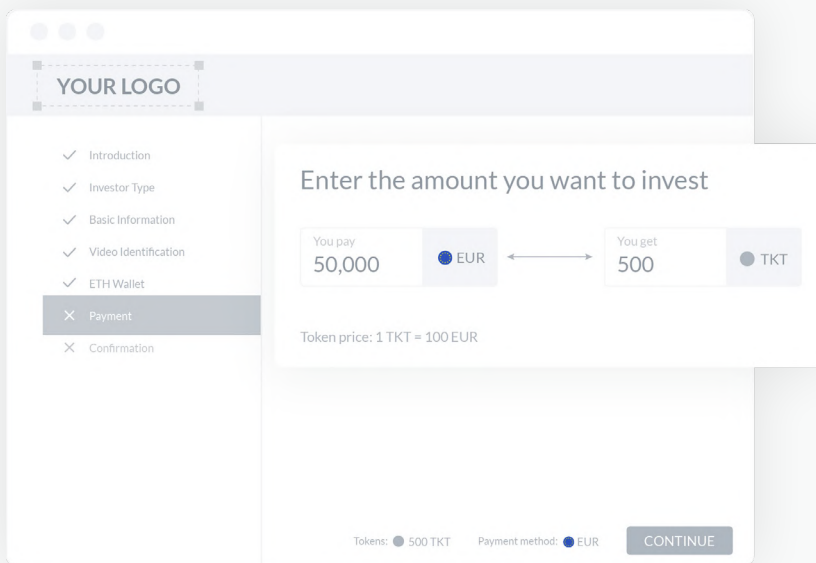 YOUR LOGO
Introduction
Investor Type
Basic Information
Video Identification
ETH Wallet
Payment
Confirmation
Enter the amount you want to invest
You pay
50,000
EUR
You get
500
TKT
Token price: 1 TKT = 100 EUR
Tokens: 500 TKT Payment method: EUR CONTINUE